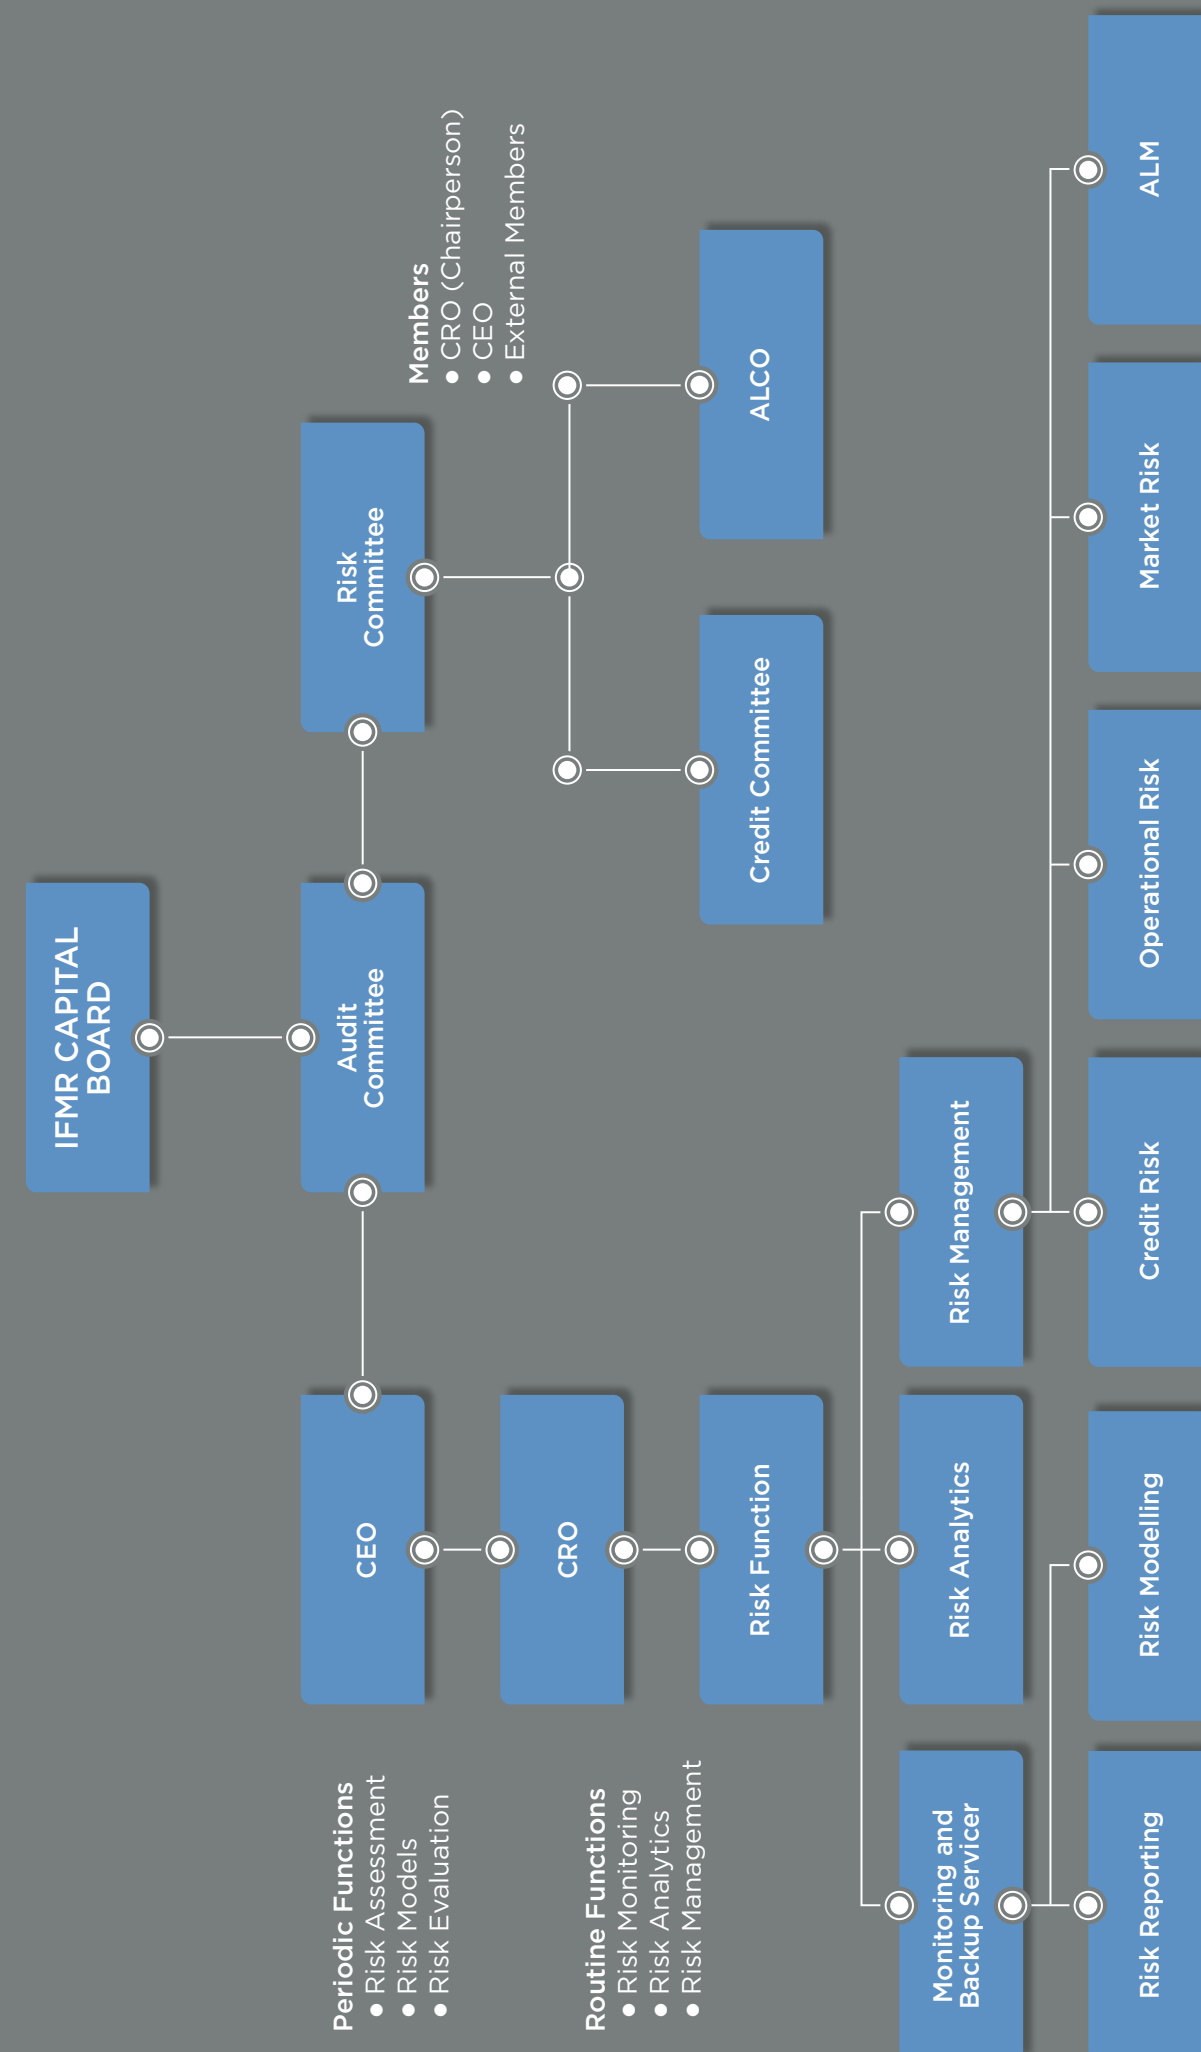 IFMR CAPITAL
BOARD
Periodic Functions
● Risk Assessment
● Risk Models
● Risk Evaluation
CEO
Audit
Committee
Risk
Committee
Members
● CRO (Chairperson)
● CEO
● External Members
CRO
Routine Functions
● Risk Monitoring
● Risk Analytics
● Risk Management
Risk Function
Credit Committee
ALCO
Monitoring and
Backup Servicer
Risk Analytics
Risk Management
Risk Reporting
Risk Modelling
Credit Risk
Operational Risk
Market Risk
ALM